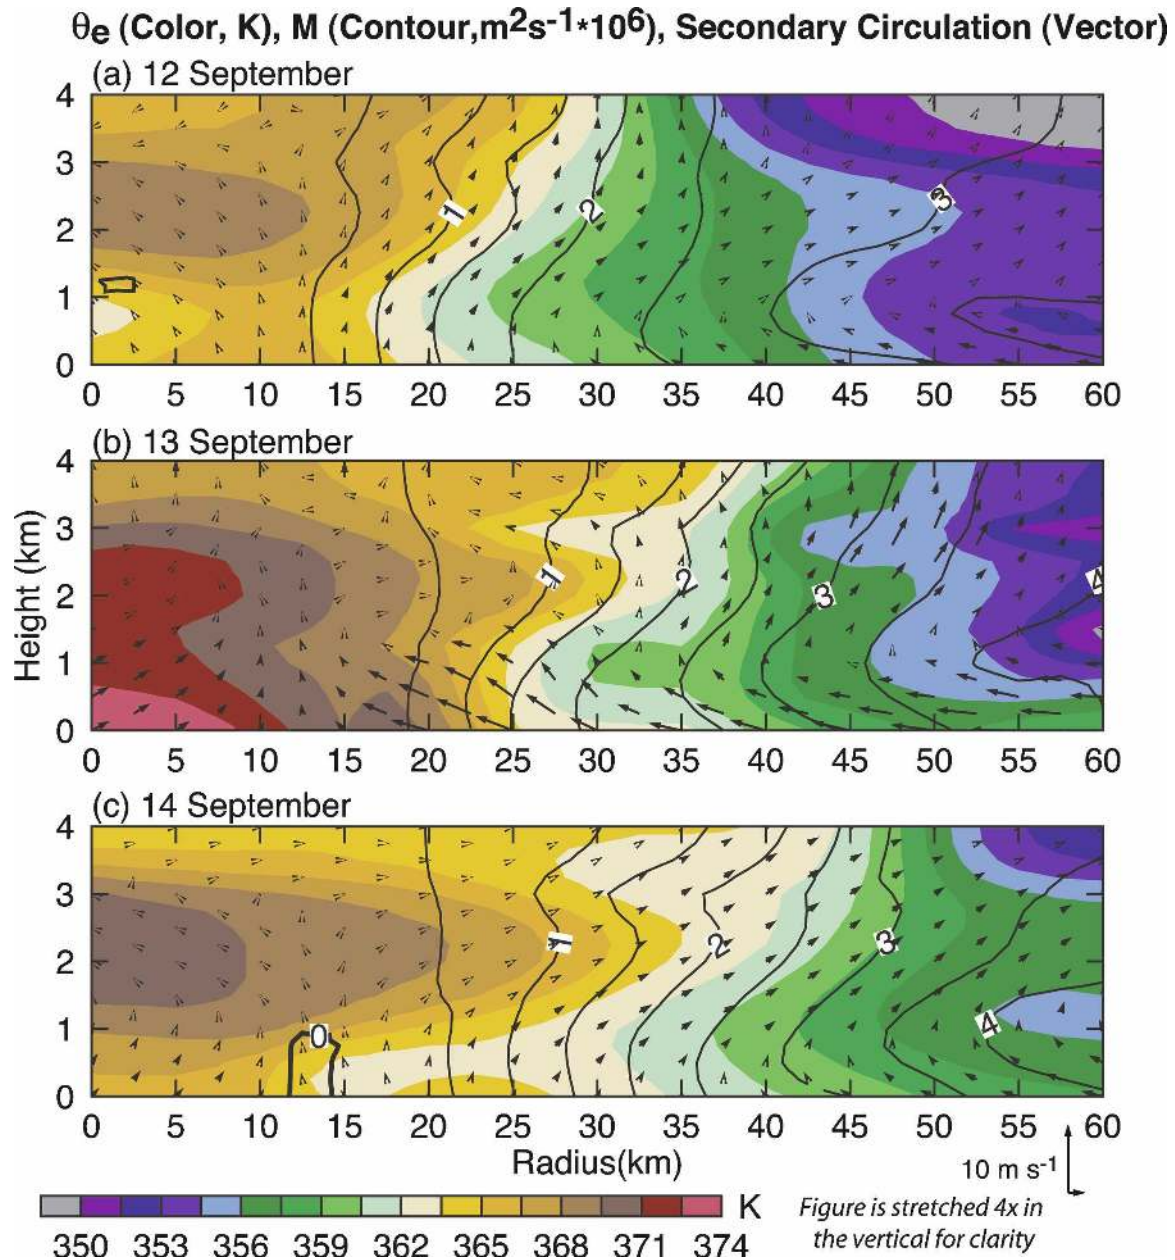 θe (Color, K), M (Contour,m2s-1*106), Secondary Circulation (Vector)
(a) 12 September
4
3
2
1
0
1
2
3
0 5 10 15 20 25 30 35 40 45 50 55 60
(b) 13 September
4
3
2
1
0
1
2
3
4
0 5 10 15 20 25 30 35 40 45 50 55 60
Height (km)
(c) 14 September
4
3
2
1
0
0
1
2
3
4
0 5 10 15 20 25 30 35 40 45 50 55 60
Radius(km)
10 m s-1
K
350 353 356 359 362 365 368 371 374
Figure is stretched 4x in
the vertical for clarity